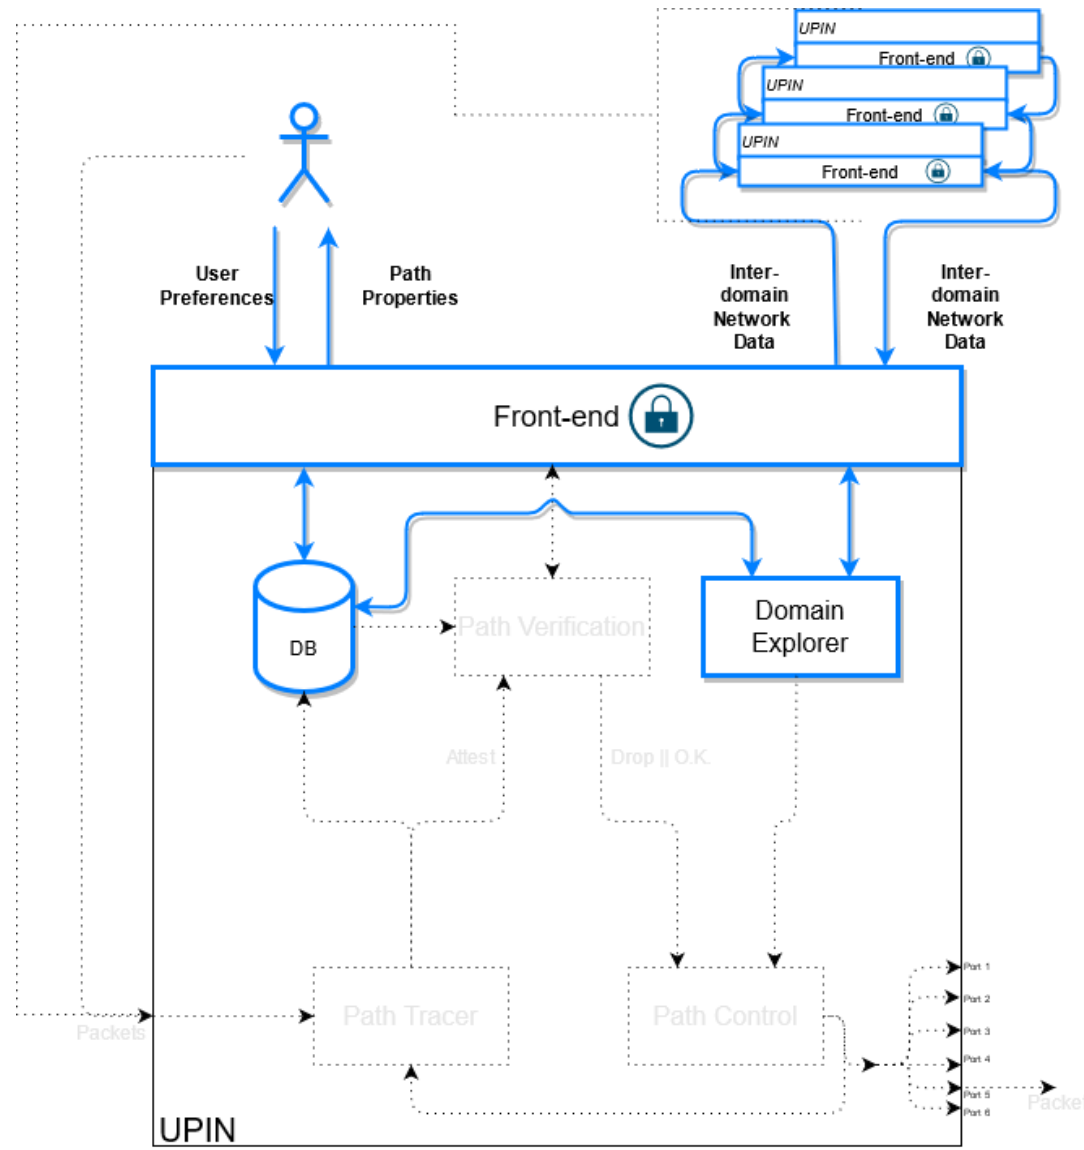 UPIN
Front-end
UPIN
Front-end
UPIN
Front-end
User
Preferences
Path
Properties
Inter-
domain
Network
Data
Inter-
domain
Network
Data
Front-end
DB
Path Verification
Domain
Explorer
Attest
Drop || O.K.
Path Tracer
Path Control
Packets
Port 1
Port 2
Port 3
Port 4
Port 5
Port 6
Packe
UPIN